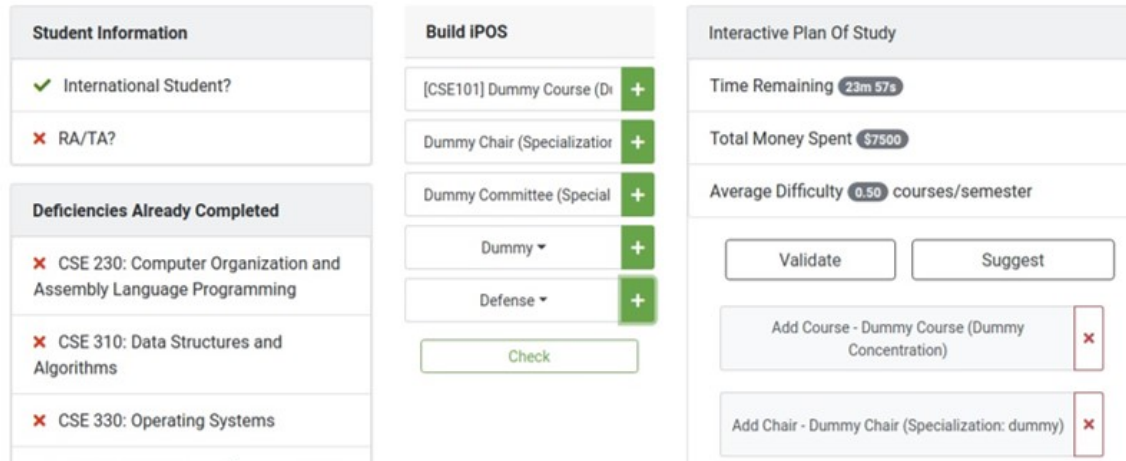 Student Information
International Student?
RA/TA?
Deficiencies Already Completed
CSE 230: Computer Organization and
Assembly Language Programming
CSE 310: Data Structures and
Algorithms
CSE 330: Operating Systems
Build iPOS
[CSE101] Dummy Course (Du
Dummy Chair (Specialization
Dummy Committee (Special
Dummy
Defense
Check
Interactive Plan Of Study
Time Remaining 23m 57s
Total Money Spent $7500
Average Difficulty 0.50 courses/semester
Validate
Suggest
Add Course - Dummy Course (Dummy
Concentration)
Add Chair - Dummy Chair (Specialization: dummy)